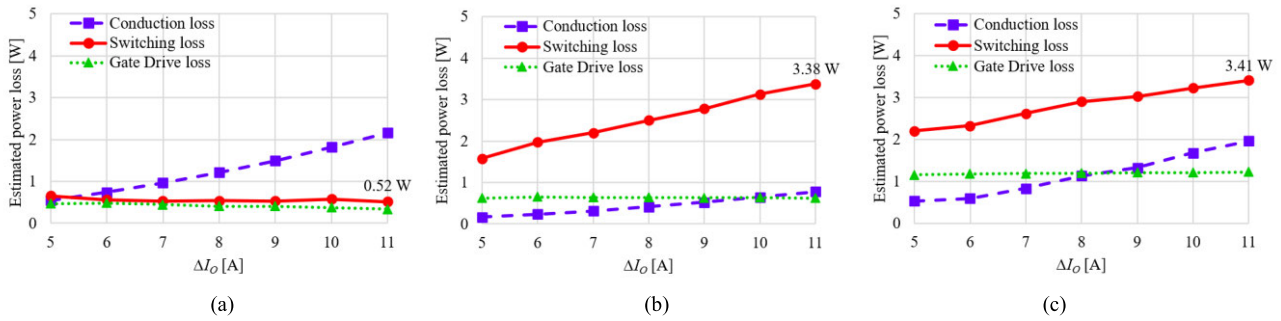 Estimated power loss [W]
5
4
3
2
1
0
Conduction loss
Switching loss
Gate Drive loss
0.52 W
5 6 7 8 9 10 11
ΔI_O [A]
(a)
Estimated power loss [W]
5
4
3
2
1
0
Conduction loss
Switching loss
Gate Drive loss
3.38 W
5 6 7 8 9 10 11
ΔI_O [A]
(b)
Estimated power loss [W]
5
4
3
2
1
0
Conduction loss
Switching loss
Gate Drive loss
3.41 W
5 6 7 8 9 10 11
ΔI_O [A]
(c)